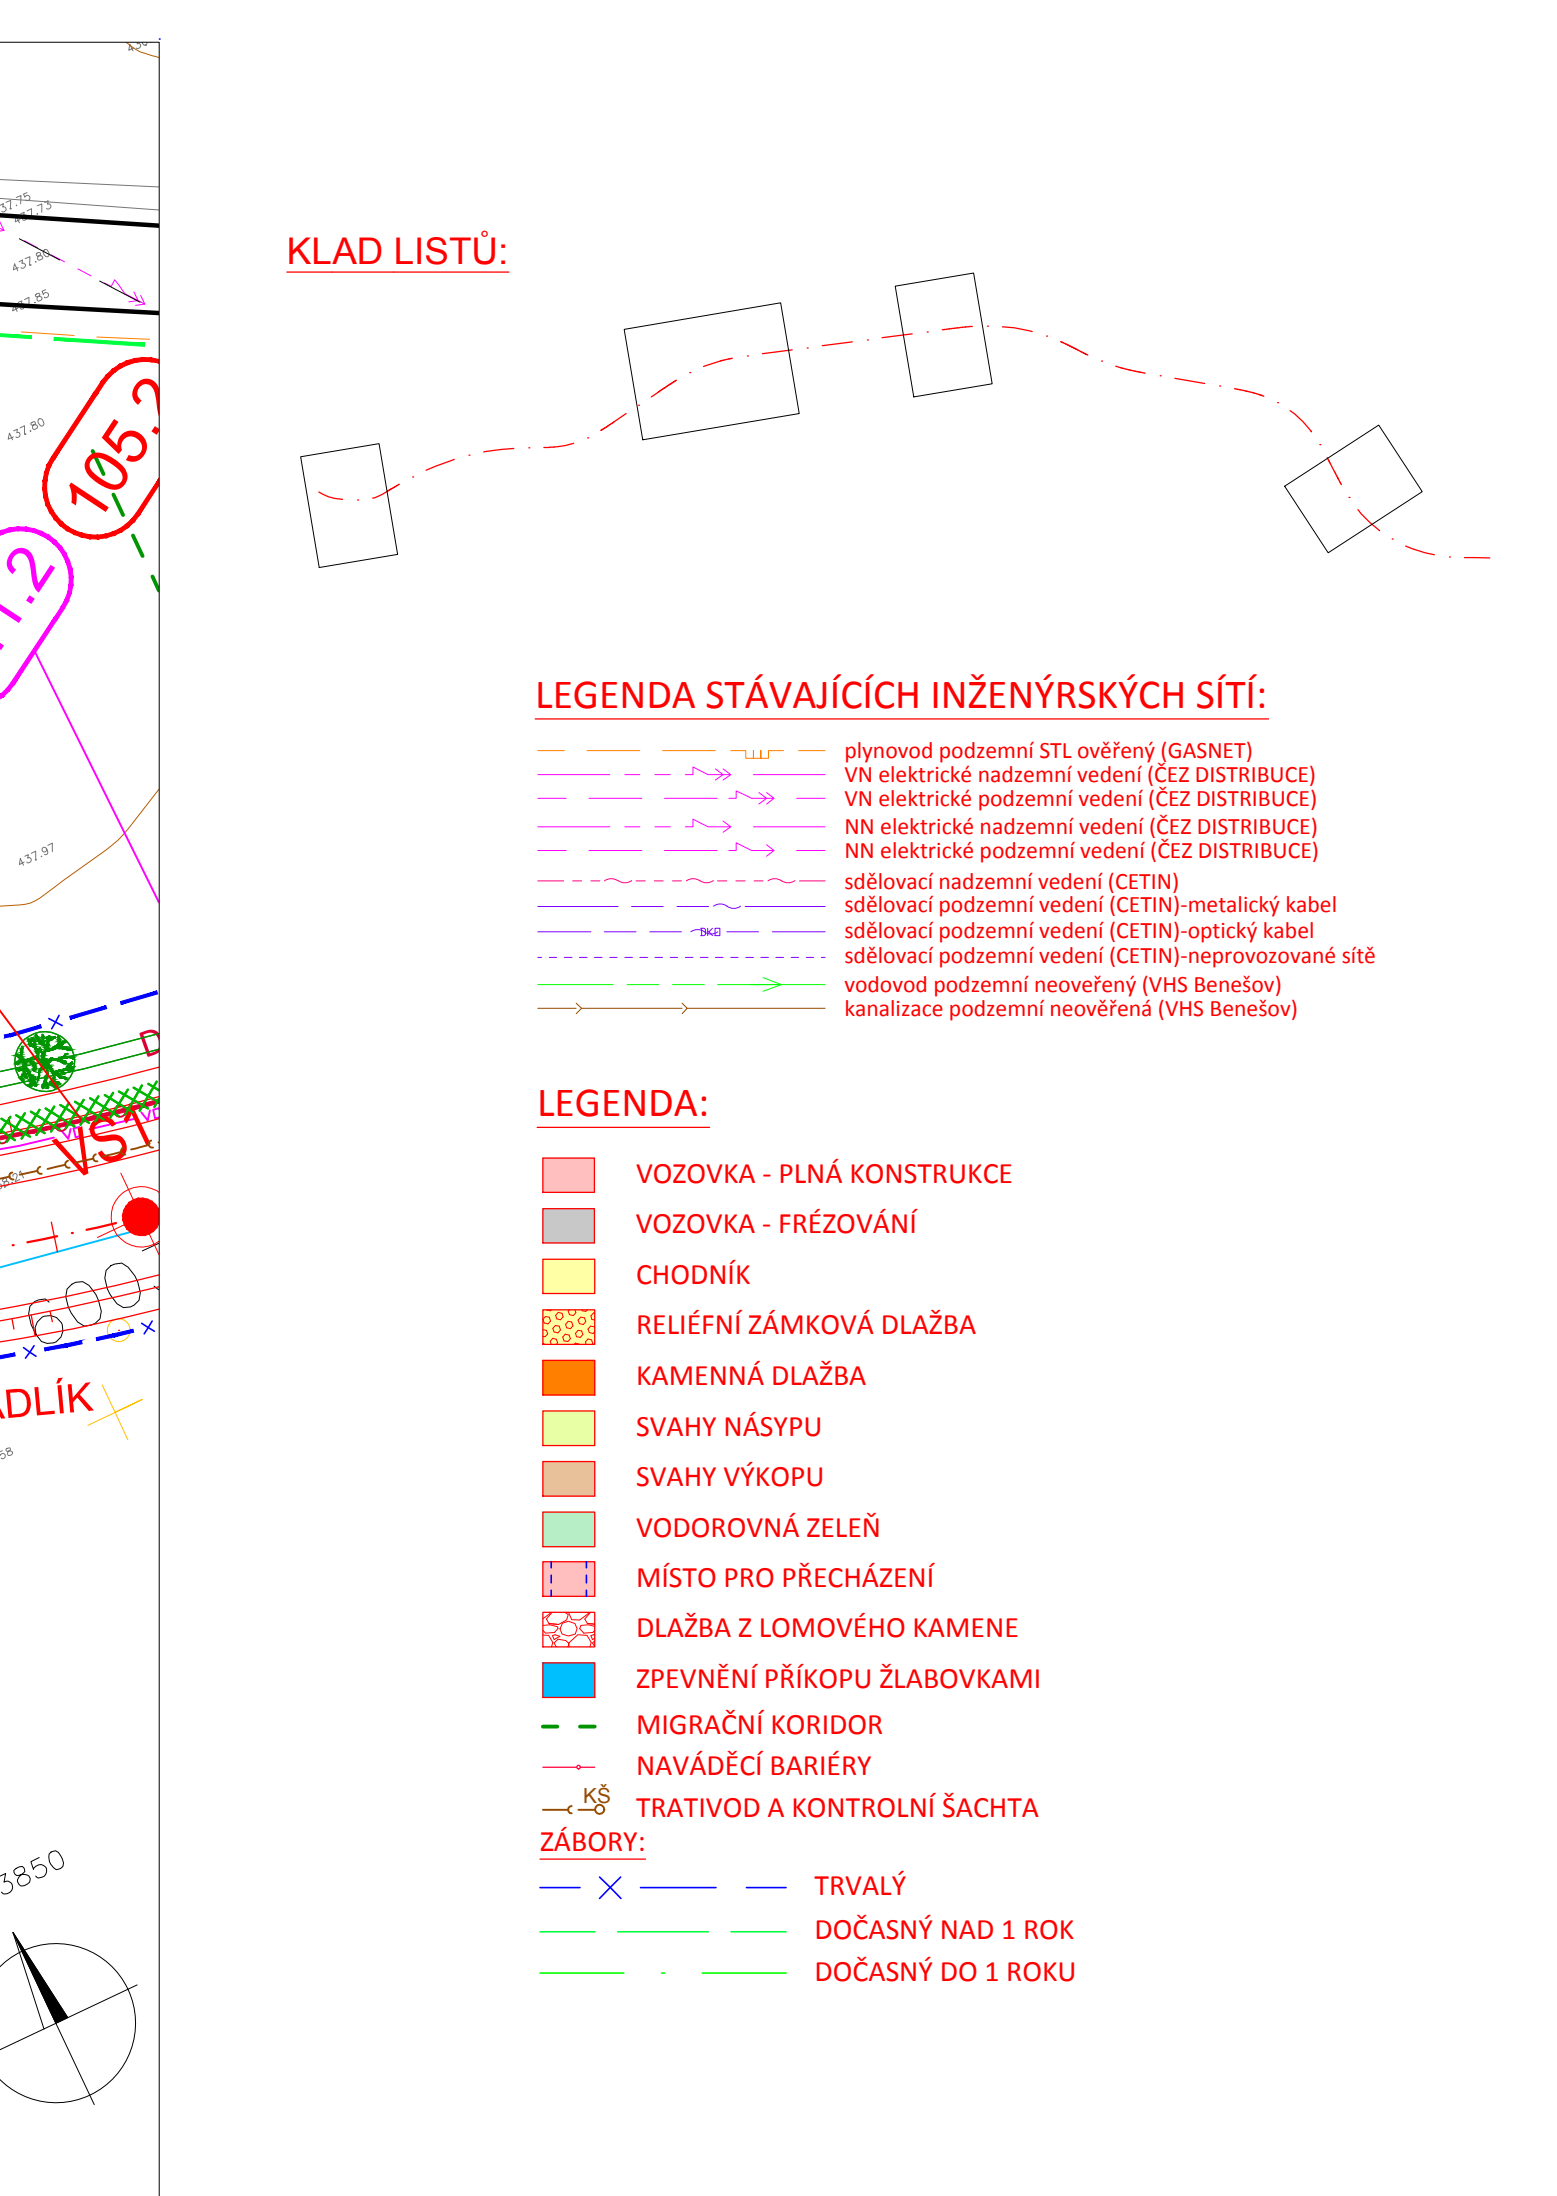 437.73
437.80
437.85
437.80
105.2
437.97
VST
600
3850
KLAD LISTŮ:
LEGENDA STÁVAJÍCÍCH INŽENÝRSKÝCH SÍTÍ:
plynovod podzemní STL ověřený (GASNET)
VN elektrické nadzemní vedení (ČEZ DISTRIBUCE)
VN elektrické podzemní vedení (ČEZ DISTRIBUCE)
NN elektrické nadzemní vedení (ČEZ DISTRIBUCE)
NN elektrické podzemní vedení (ČEZ DISTRIBUCE)
sdělovací nadzemní vedení (CETIN)
sdělovací podzemní vedení (CETIN)-metalický kabel
sdělovací podzemní vedení (CETIN)-optický kabel
sdělovací podzemní vedení (CETIN)-neprovozované sítě
vodovod podzemní neoveřený (VHS Benešov)
kanalizace podzemní neověřená (VHS Benešov)
LEGENDA:
VOZOVKA - PLNÁ KONSTRUKCE
VOZOVKA - FRÉZOVÁNÍ
CHODNÍK
RELIÉFNÍ ZÁMKOVÁ DLAŽBA
KAMENNÁ DLAŽBA
SVAHY NÁSYPU
SVAHY VÝKOPU
VODOROVNÁ ZELEŇ
MÍSTO PRO PŘECHÁZENÍ
DLAŽBA Z LOMOVÉHO KAMENE
ZPEVNĚNÍ PŘÍKOPU ŽLABOVKAMI
MIGRAČNÍ KORIDOR
NAVÁDĚCÍ BARIÉRY
KŠ TRATIVOD A KONTROLNÍ ŠACHTA
ZÁBORY:
TRVALÝ
DOČASNÝ NAD 1 ROK
DOČASNÝ DO 1 ROKU